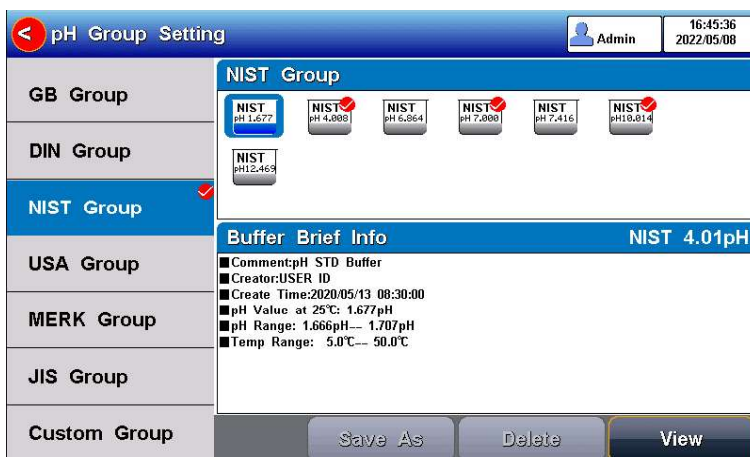 < pH Group Setting
Admin
16:45:36
2022/05/08
GB Group
DIN Group
NIST Group
USA Group
MERK Group
JIS Group
Custom Group
NIST Group
NIST pH 1.677
NIST pH 4.008
NIST pH 6.864
NIST pH 7.000
NIST pH 7.416
NIST pH10.014
NIST pH12.469
Buffer Brief Info NIST 4.01pH
■Comment:pH STD Buffer
■Creator:USER ID
■Create Time:2020/05/13 08:30:00
■pH Value at 25℃: 1.677pH
■pH Range: 1.666pH-- 1.707pH
■Temp Range: 5.0℃-- 50.0℃
Save As Delete View